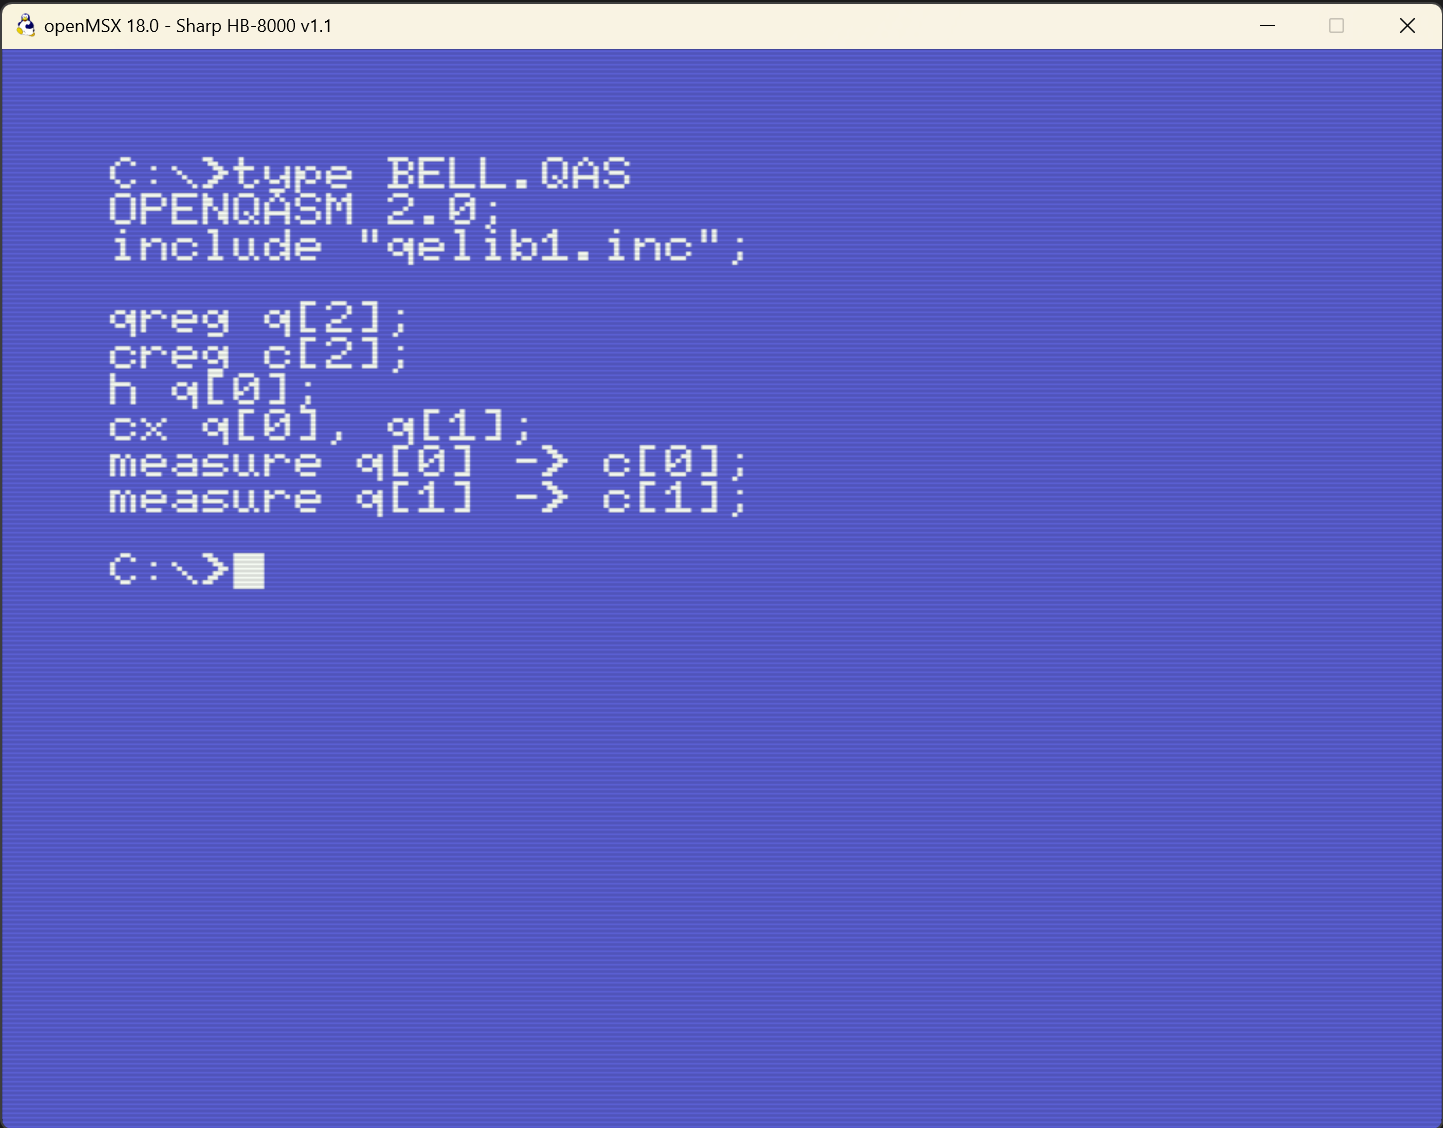 openMSX 18.0 - Sharp HB-8000 v1.1
C:\>type BELL.QAS
OPENQASM 2.0;
include "qelib1.inc";
qreg q[2];
creg c[2];
h q[0];
cx q[0], q[1];
measure q[0] -> c[0];
measure q[1] -> c[1];
C:\>